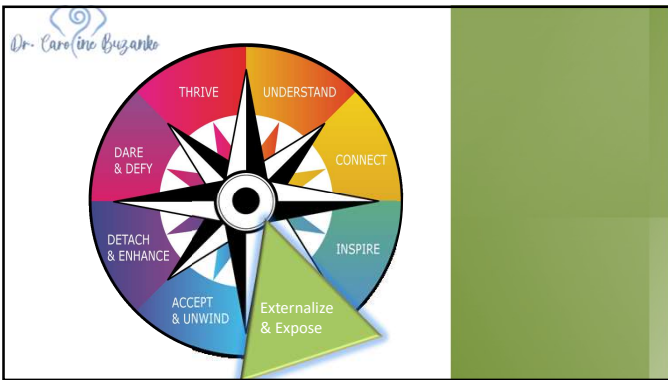 Dr. Caroline Buzanko
THRIVE
UNDERSTAND
DARE
& DEFY
CONNECT
DETACH
& ENHANCE
INSPIRE
ACCEPT
& UNWIND
Externalize
& Expose